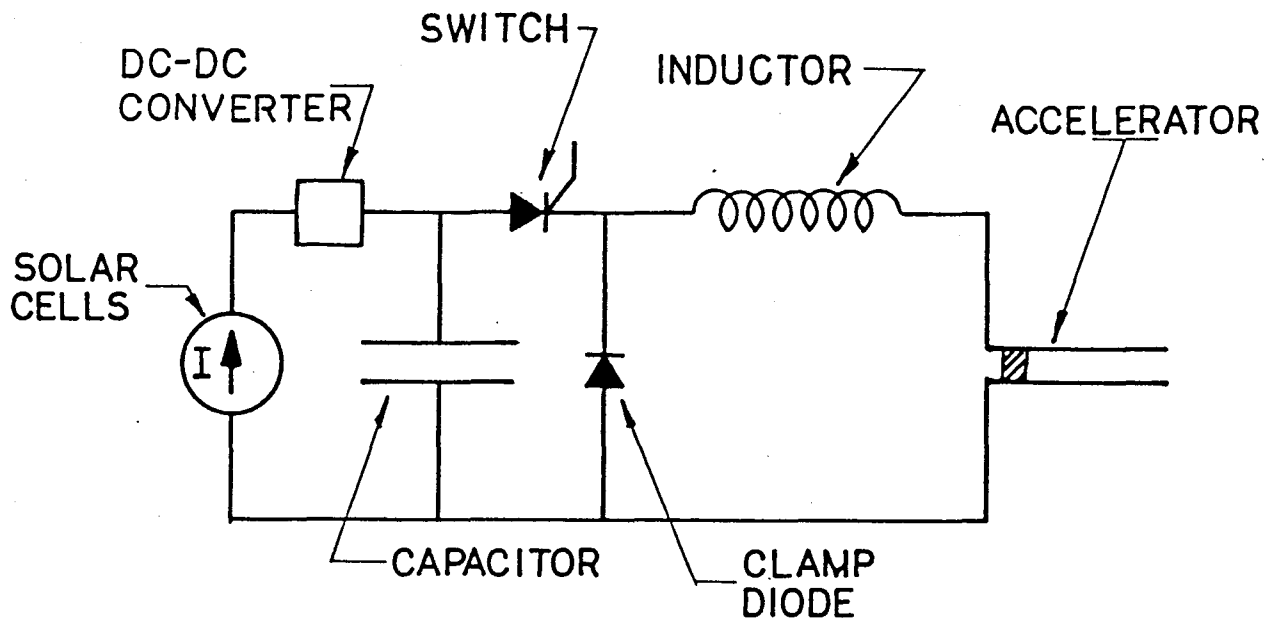 SWITCH
DC-DC
CONVERTER
INDUCTOR
ACCELERATOR
SOLAR
CELLS
I
CAPACITOR
CLAMP
DIODE